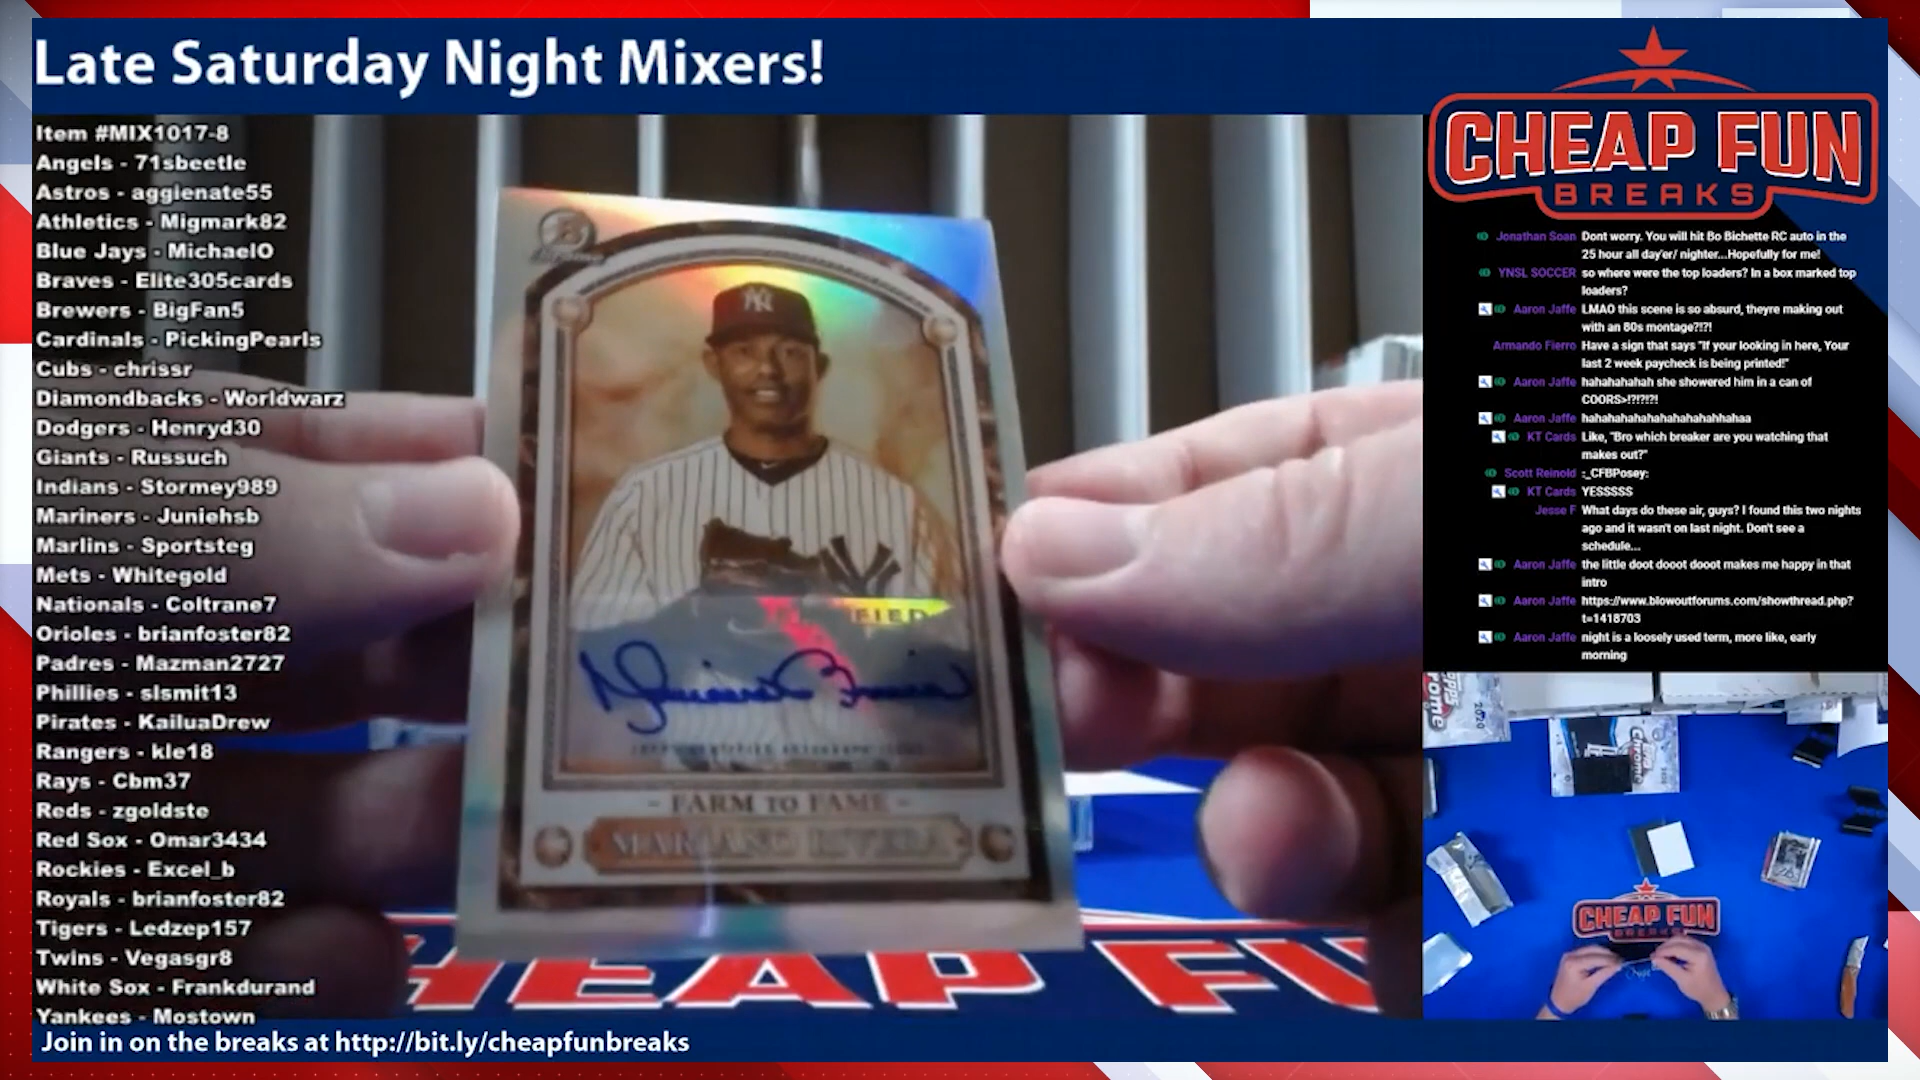 Late Saturday Night Mixers!
Item #MIX1017-8
Angels - 71sbeetle
Astros - aggienate55
Athletics - Migmark82
Blue Jays - MichaelO
Braves - Elite305cards
Brewers - BigFan5
Cardinals - PickingPearls
Cubs - chrissr
Diamondbacks - Worldwarz
Dodgers - Henryd30
Giants - Russuch
Indians - Stormey989
Mariners - Juniehsb
Marlins - Sportsteg
Mets - Whitegold
Nationals - Coltrane7
Orioles - brianfoster82
Padres - Mazman2727
Phillies - slsmit13
Pirates - KailuaDrew
Rangers - kle18
Rays - Cbm37
Reds - zgoldste
Red Sox - Omar3434
Rockies - Excel_b
Royals - brianfoster82
Tigers - Ledzep157
Twins - Vegasgr8
White Sox - Frankdurand
Yankees - Mostown
Join in on the breaks at http://bit.ly/cheapfunbreaks
NY
FIED
- FARM TO FAME -
MARIANO RIVERA
HEAP FU
CHEAP FUN
BREAKS
Jonathan Soan Dont worry. You will hit Bo Bichette RC auto in the
25 hour all day'er/ nighter...Hopefully for me!
YNSL SOCCER so where were the top loaders? In a box marked top
loaders?
Aaron Jaffe LMAO this scene is so absurd, theyre making out
with an 80s montage?!?!
Armando Fierro Have a sign that says "If your looking in here, Your
last 2 week paycheck is being printed!"
Aaron Jaffe hahahahahah she showered him in a can of
COORS>!?!?!?!
Aaron Jaffe hahahahahahahahahahahhahaa
KT Cards Like, "Bro which breaker are you watching that
makes out?"
Scott Reinold :_CFBPosey:
KT Cards YESSSSS
Jesse F What days do these air, guys? I found this two nights
ago and it wasn't on last night. Don't see a
schedule...
Aaron Jaffe the little doot dooot dooot makes me happy in that
intro
Aaron Jaffe https://www.blowoutforums.com/showthread.php?
t=1418703
Aaron Jaffe night is a loosely used term, more like, early
morning
2020
CHEAP FUN
BREAKS